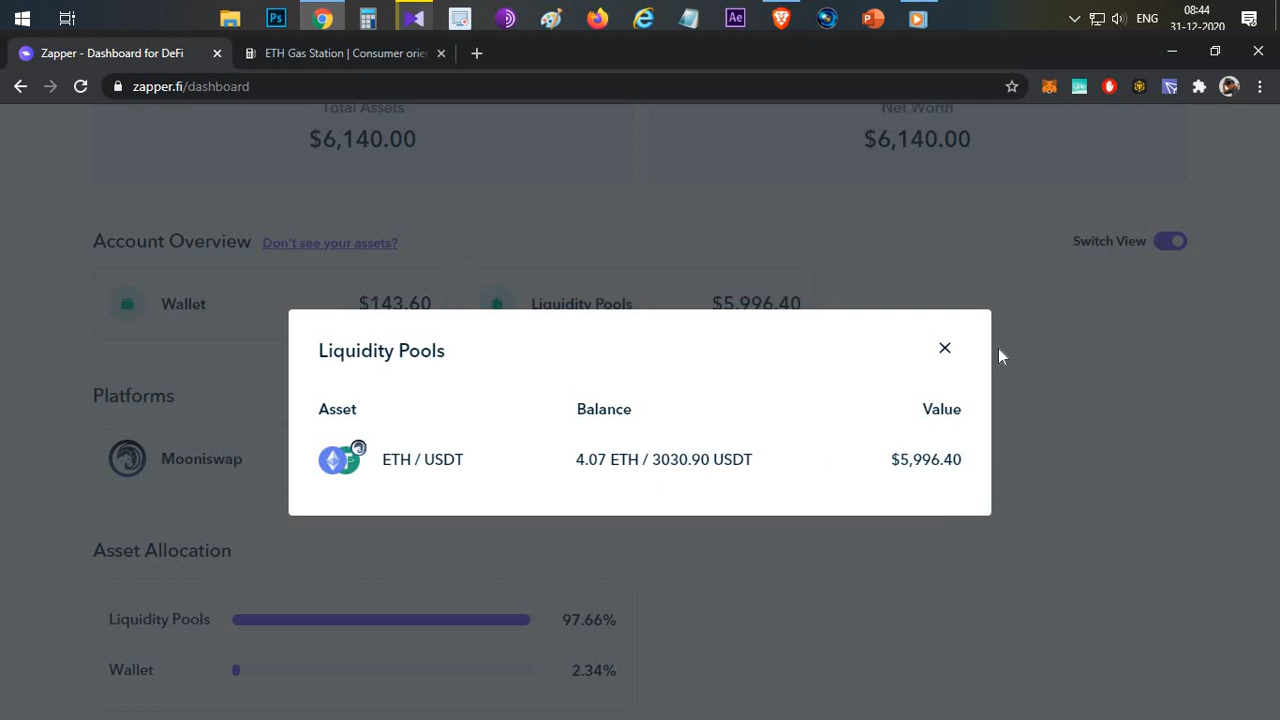 Ps
Ae
ENG
08:44
31-12-2020
Zapper - Dashboard for DeFi
ETH Gas Station | Consumer orie
zapper.fi/dashboard
Total Assets
$6,140.00
Net Worth
$6,140.00
Account Overview
Don't see your assets?
Switch View
Wallet
$143.60
Liquidity Pools
$5,996.40
Liquidity Pools
Asset
Balance
Value
ETH / USDT
4.07 ETH / 3030.90 USDT
$5,996.40
Platforms
Mooniswap
Asset Allocation
Liquidity Pools
97.66%
Wallet
2.34%